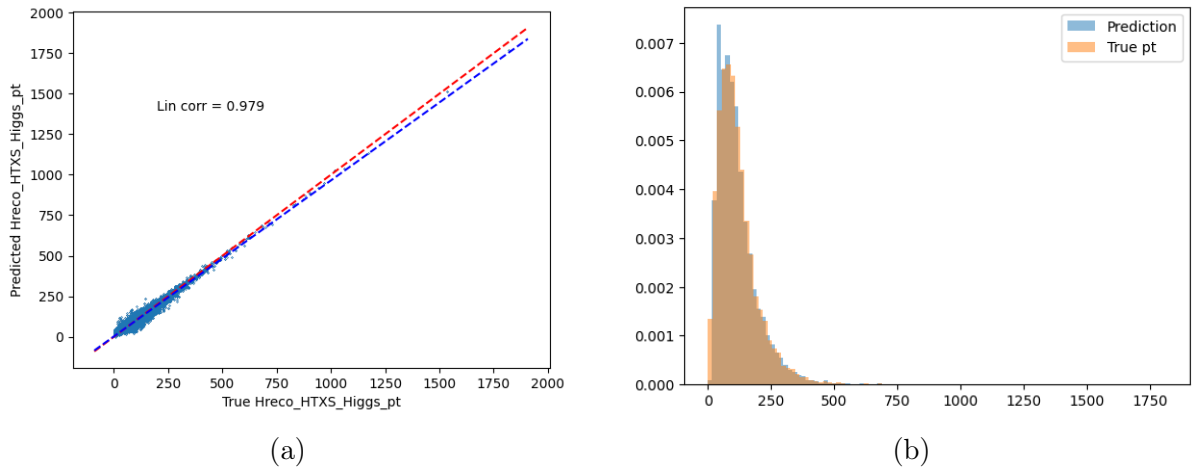 2000
1750
1500
1250
1000
750
500
250
0
Predicted Hreco_HTXS_Higgs_pt
Lin corr = 0.979
0 250 500 750 1000 1250 1500 1750 2000
True Hreco_HTXS_Higgs_pt
(a)
0.007
0.006
0.005
0.004
0.003
0.002
0.001
0.000
Prediction
True pt
0 250 500 750 1000 1250 1500 1750
(b)